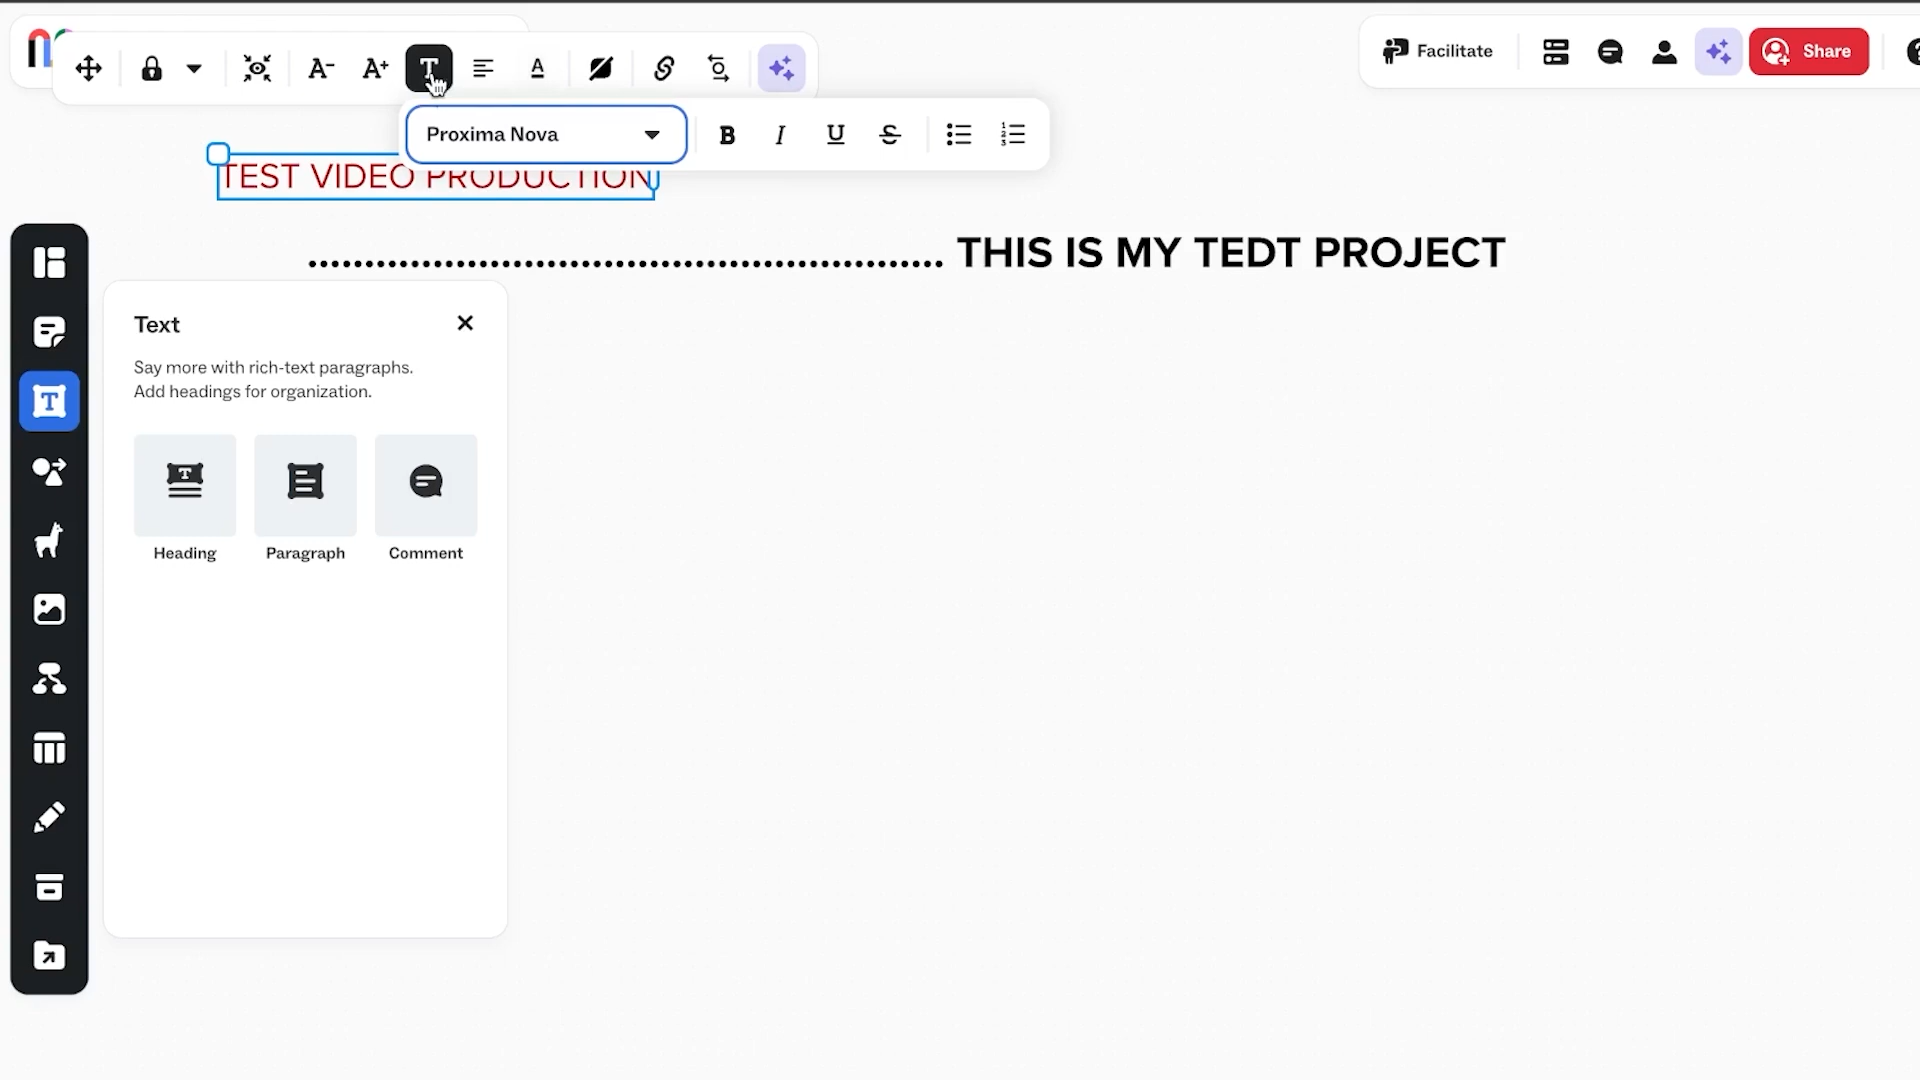 Facilitate
Share
Proxima Nova
B I U S
TEST VIDEO PRODUCTION
........................................................ THIS IS MY TEDT PROJECT
Text
Say more with rich-text paragraphs.
Add headings for organization.
Heading Paragraph Comment